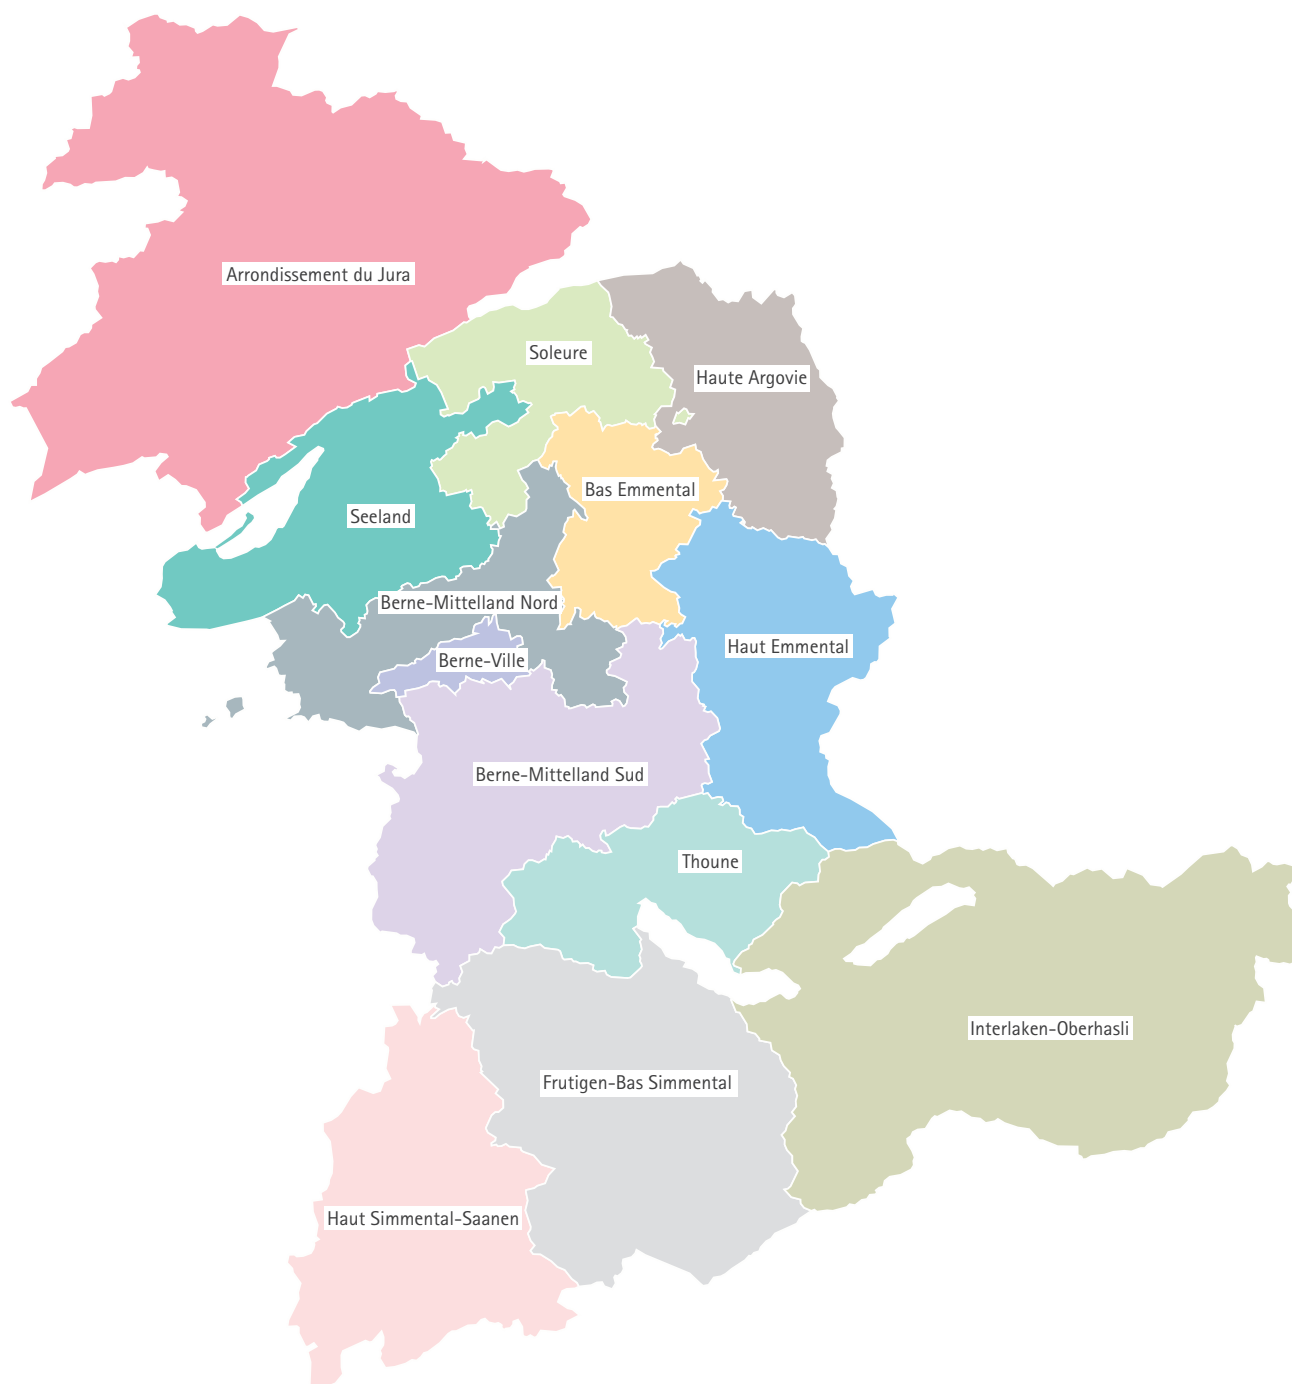 Arrondissement du Jura
Soleure
Haute Argovie
Bas Emmental
Seeland
Berne-Mittelland Nord
Haut Emmental
Berne-Ville
Berne-Mittelland Sud
Thoune
Interlaken-Oberhasli
Frutigen-Bas Simmental
Haut Simmental-Saanen